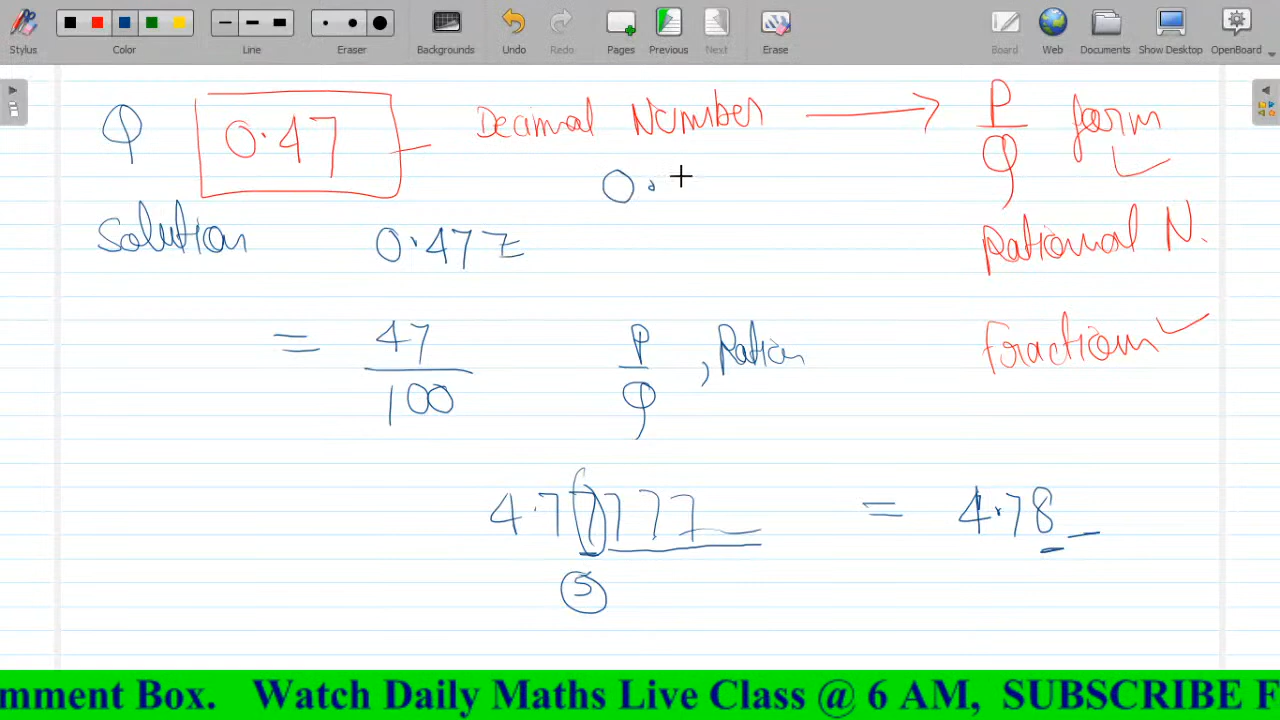 Stylus Color Line Eraser Backgrounds Undo Redo Pages Previous Next Erase Board Web Documents Show Desktop OpenBoard
Q 0.47 Decimal Number → P/Q form
0.
Solution 0.47
Rational N.
= 47/100 P/Q , Ration
Fraction
4.77777 = 4.78
5
mment Box. Watch Daily Maths Live Class @ 6 AM, SUBSCRIBE F